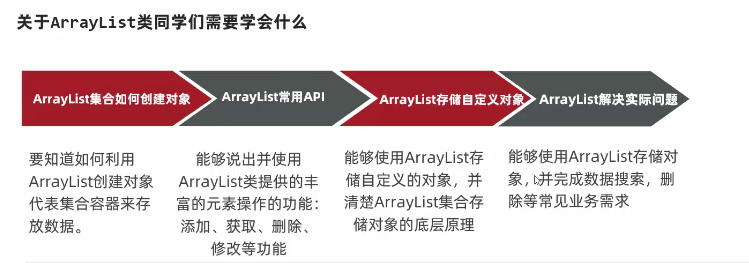 关于ArrayList类同学们需要学会什么
ArrayList集合如何创建对象
ArrayList常用API
ArrayList存储自定义对象
ArrayList解决实际问题
要知道如何利用
ArrayList创建对象
代表集合容器来存
放数据。
能够说出并使用
ArrayList类提供的丰
富的元素操作的功能：
添加、获取、删除、
修改等功能
能够使用ArrayList存
储自定义的对象，并
清楚ArrayList集合存
储对象的底层原理
能够使用ArrayList存储对
象，并完成数据搜索，删
除等常见业务需求